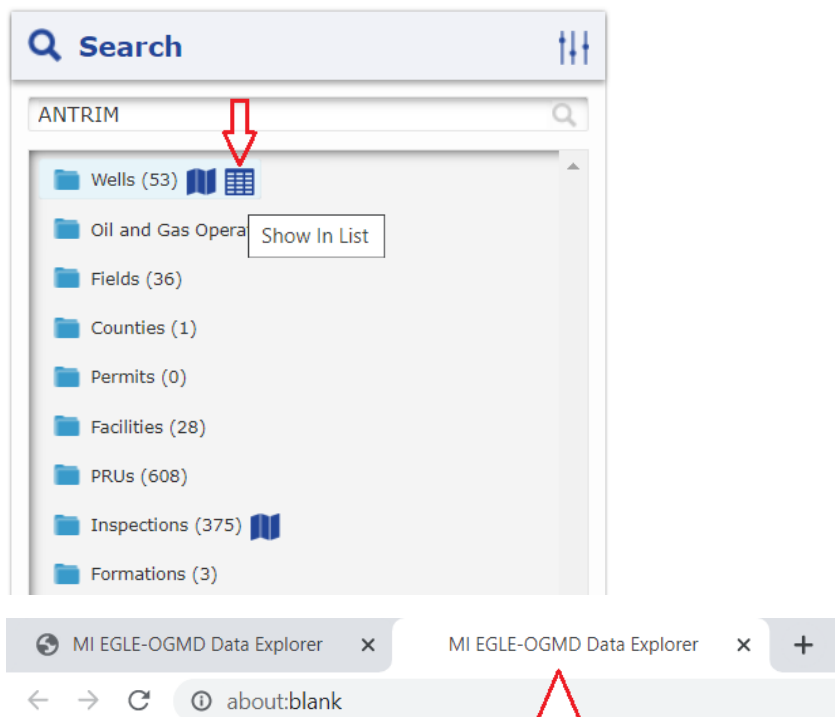 Search
ANTRIM
Wells (53)
Oil and Gas Opera
Show In List
Fields (36)
Counties (1)
Permits (0)
Facilities (28)
PRUs (608)
Inspections (375)
Formations (3)
MI EGLE-OGMD Data Explorer
MI EGLE-OGMD Data Explorer
about:blank